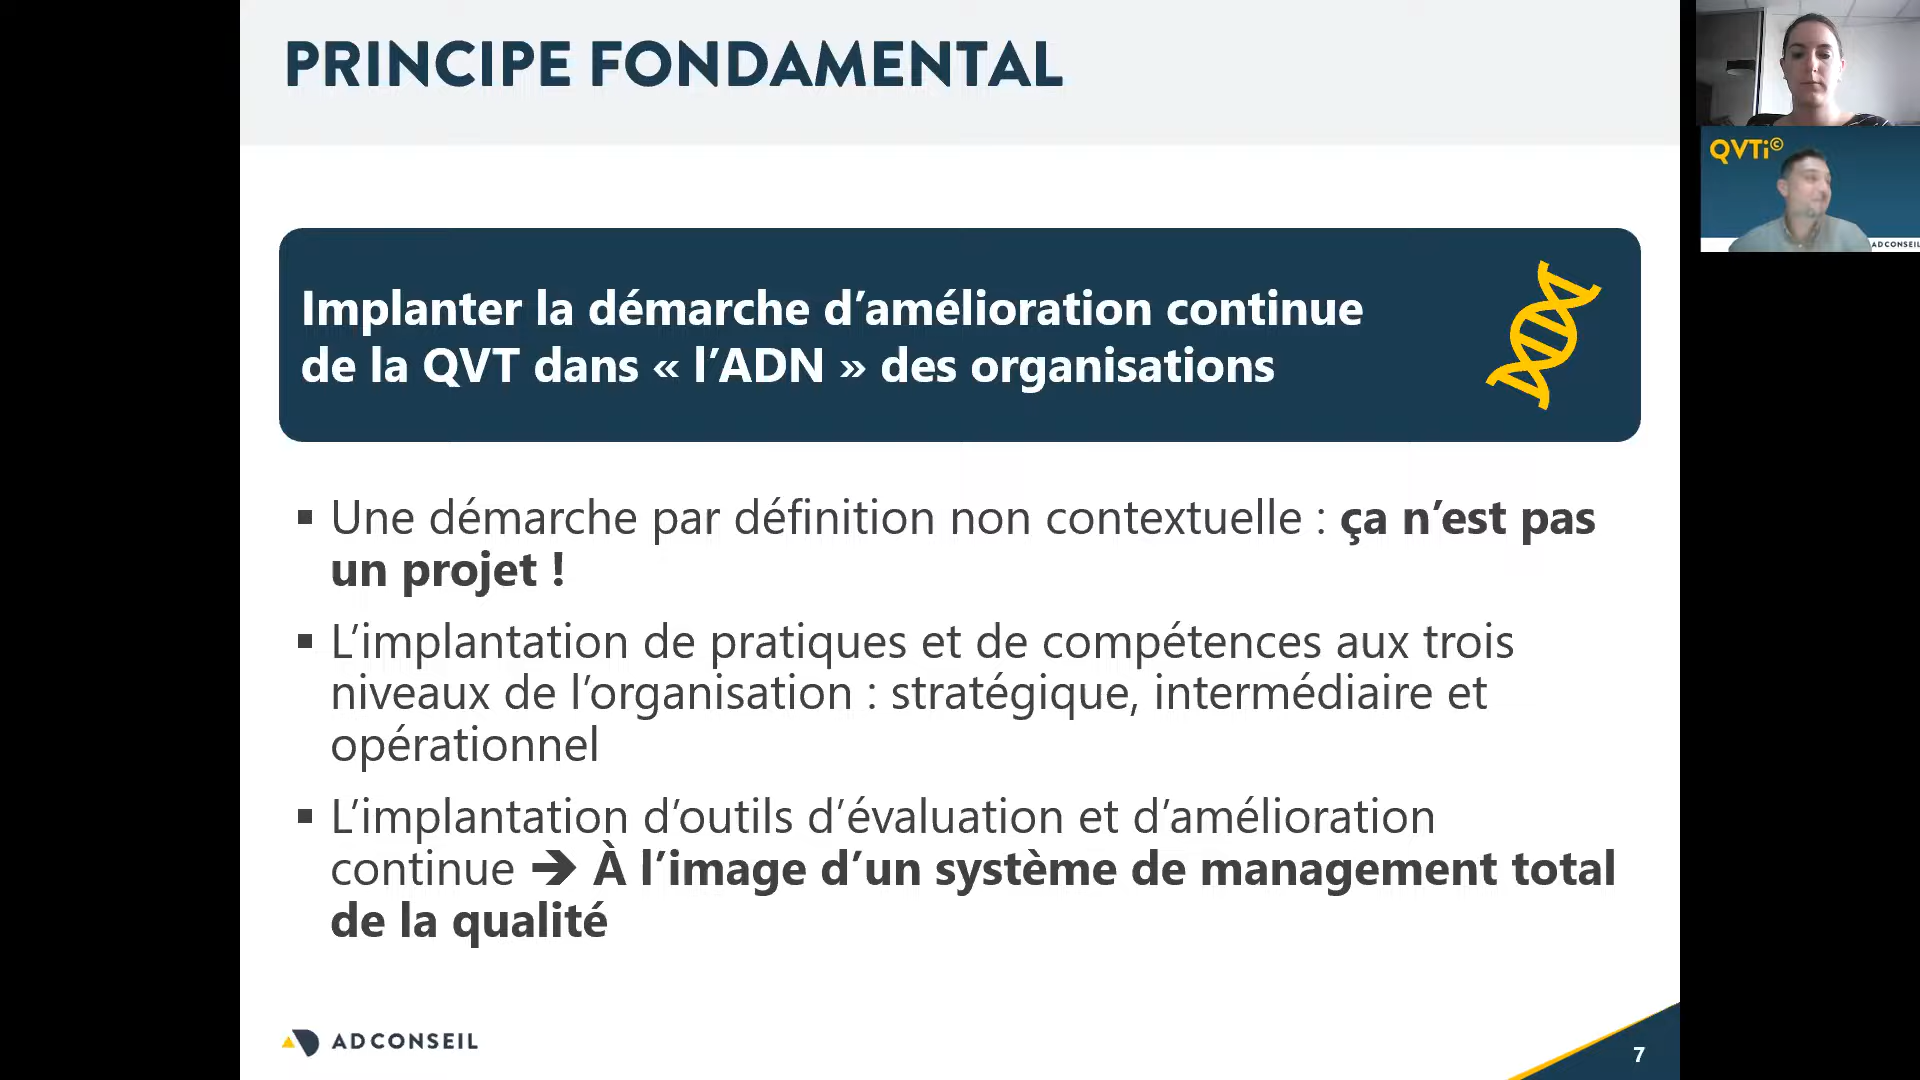 PRINCIPE FONDAMENTAL
QVTi©
ADCONSEIL
Implanter la démarche d’amélioration continue
de la QVT dans « l’ADN » des organisations
▪ Une démarche par définition non contextuelle : ça n’est pas
un projet !
▪ L’implantation de pratiques et de compétences aux trois
niveaux de l’organisation : stratégique, intermédiaire et
opérationnel
▪ L’implantation d’outils d’évaluation et d’amélioration
continue ➔ À l’image d’un système de management total
de la qualité
ADCONSEIL
7